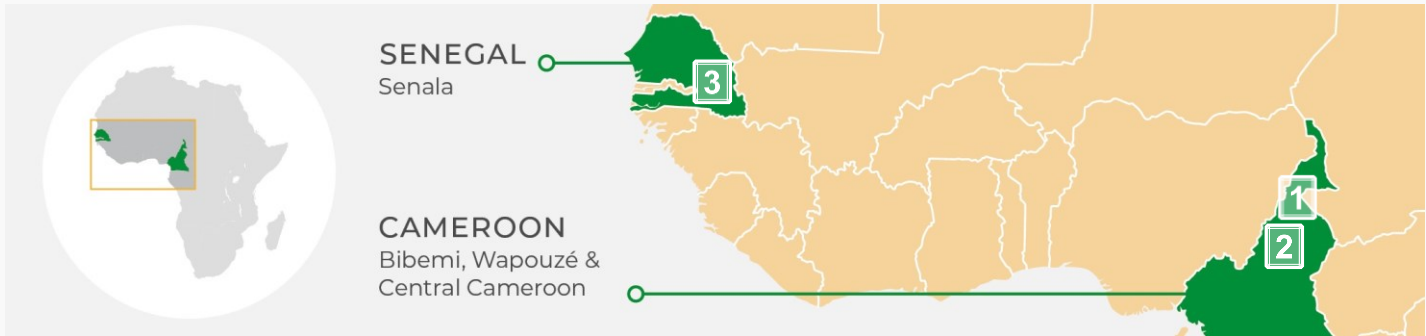 SENEGAL
Senala
3
1
CAMEROON
Bibemi, Wapouzé &
Central Cameroon
2